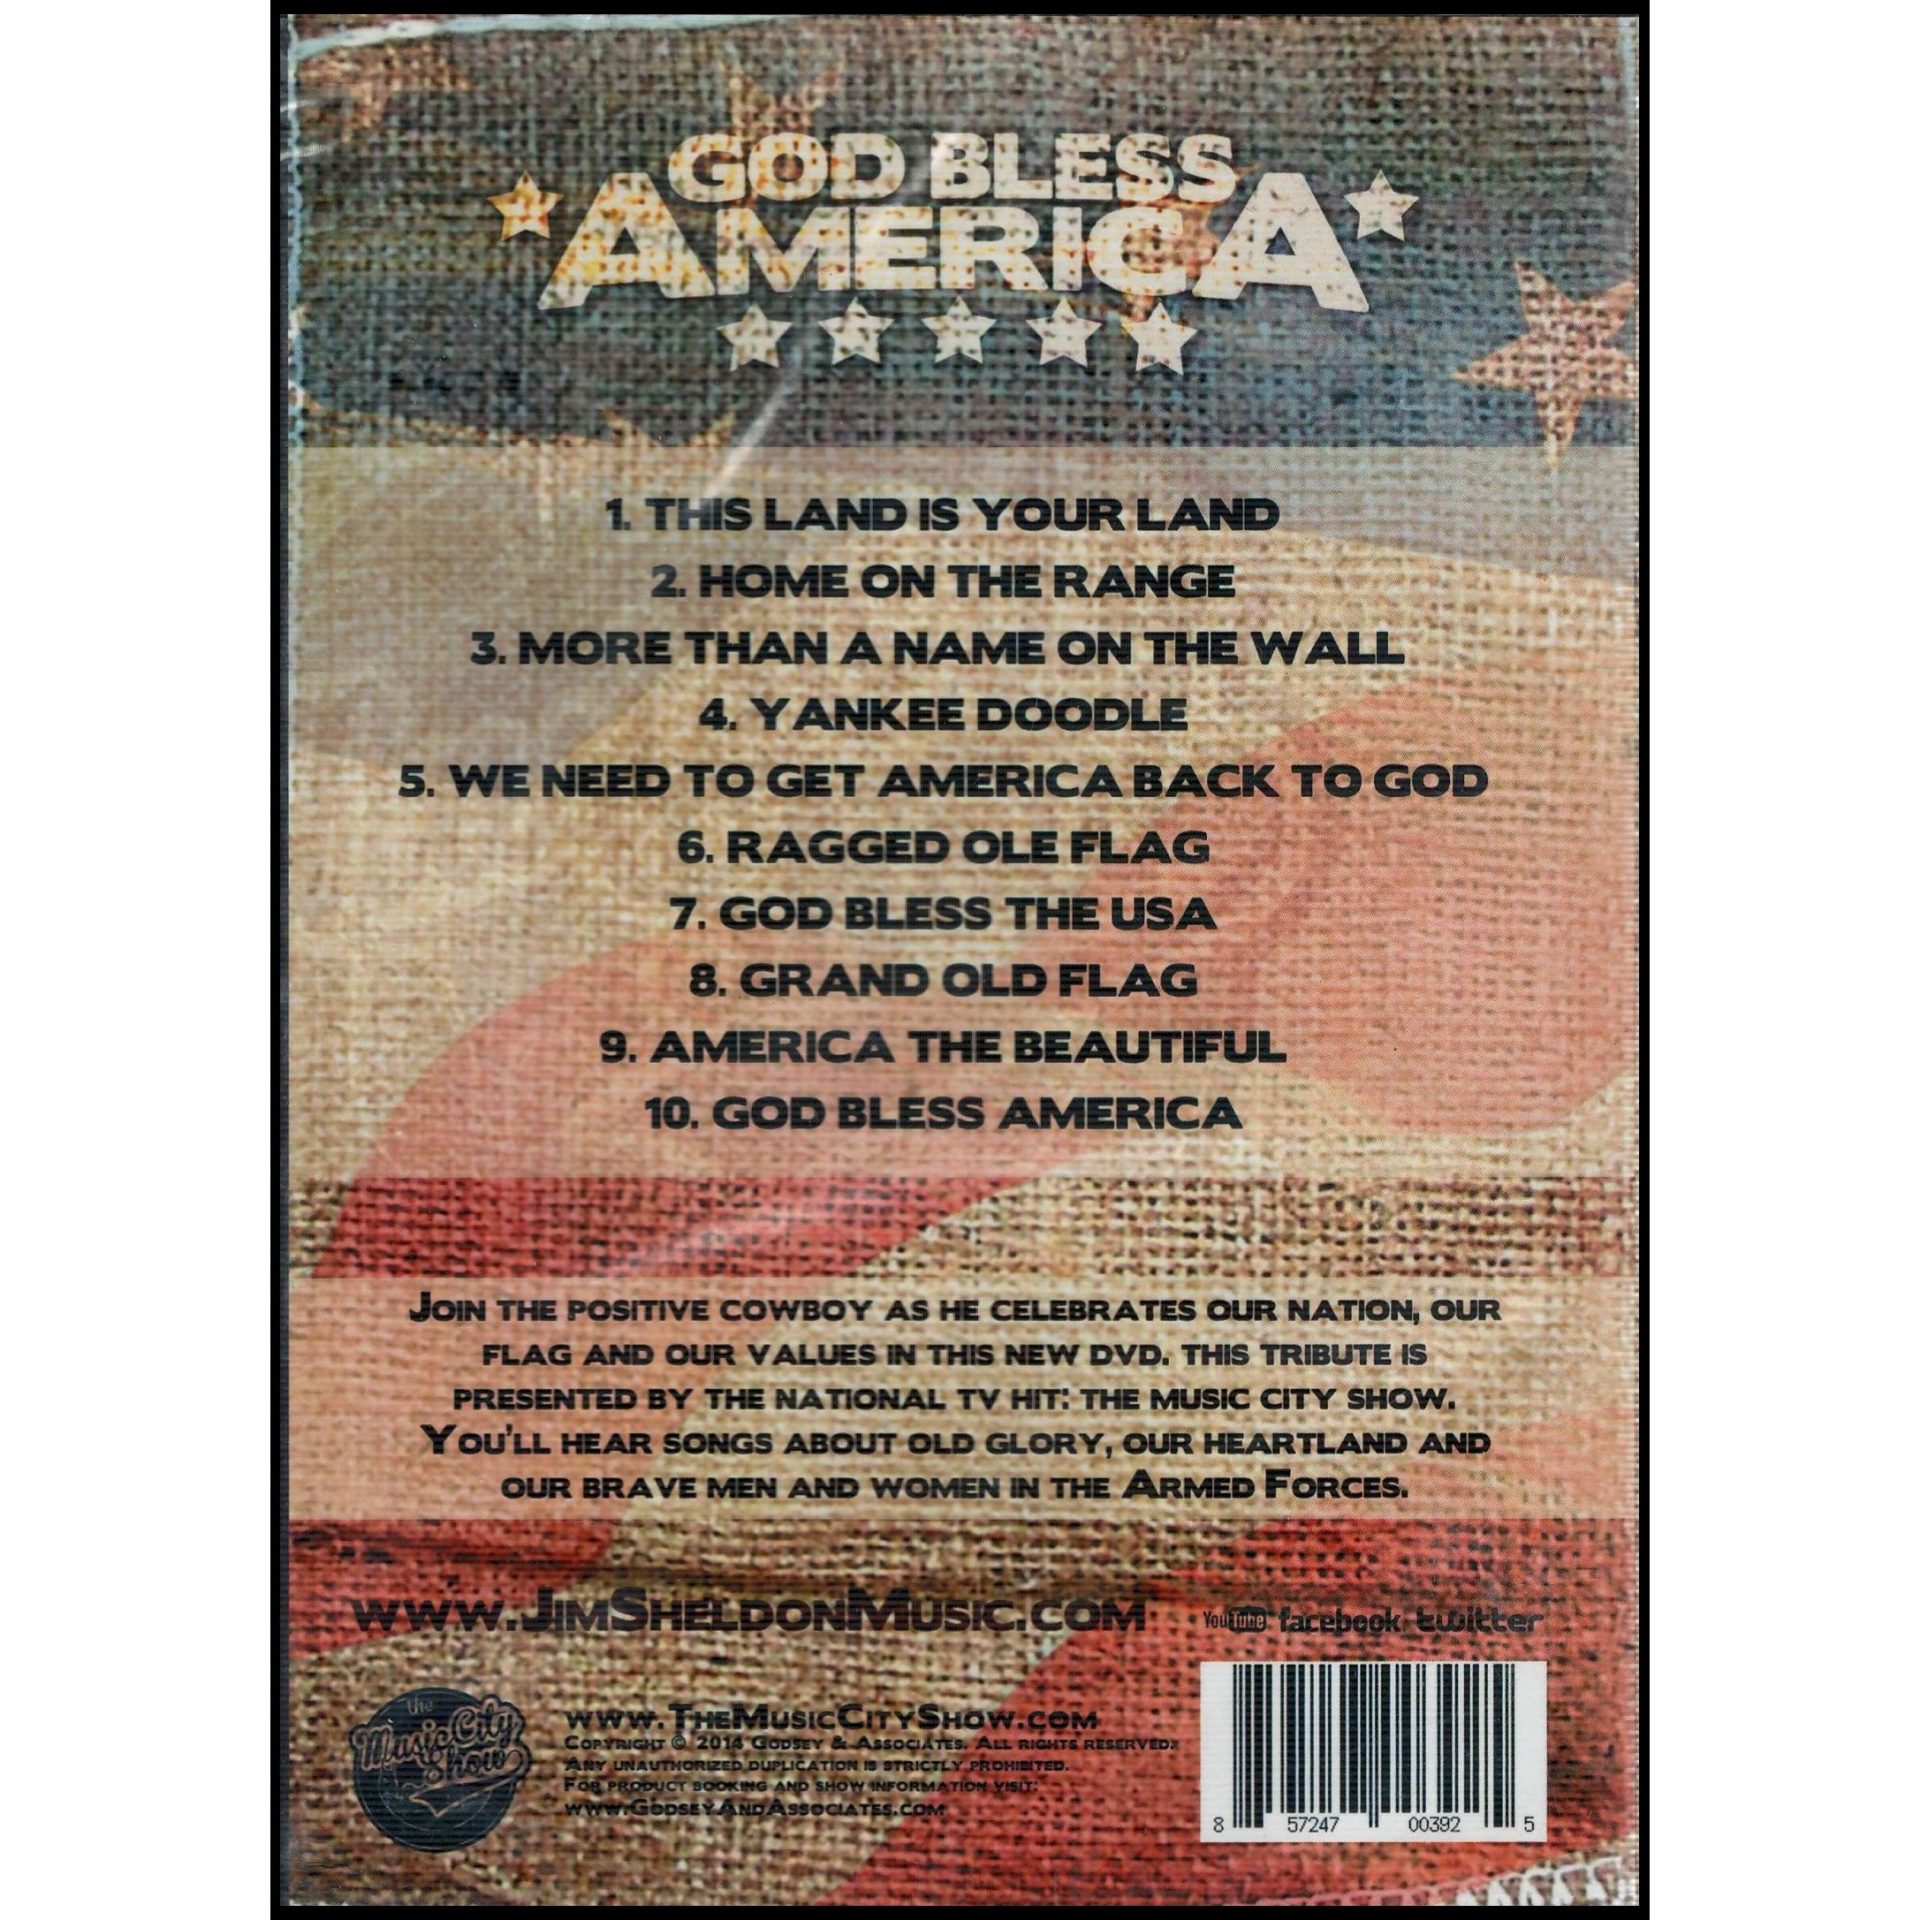 GOD BLESS
AMERICA
1. THIS LAND IS YOUR LAND
2. HOME ON THE RANGE
3. MORE THAN A NAME ON THE WALL
4. YANKEE DOODLE
5. WE NEED TO GET AMERICA BACK TO GOD
6. RAGGED OLE FLAG
7. GOD BLESS THE USA
8. GRAND OLD FLAG
9. AMERICA THE BEAUTIFUL
10. GOD BLESS AMERICA
JOIN THE POSITIVE COWBOY AS HE CELEBRATES OUR NATION, OUR
FLAG AND OUR VALUES IN THIS NEW DVD. THIS TRIBUTE IS
PRESENTED BY THE NATIONAL TV HIT: THE MUSIC CITY SHOW.
YOU'LL HEAR SONGS ABOUT OLD GLORY, OUR HEARTLAND AND
OUR BRAVE MEN AND WOMEN IN THE ARMED FORCES.
WWW.JIMSHELDONMUSIC.COM
YouTube facebook twitter
the
Music City
Show
WWW.THEMUSICCITYSHOW.COM
COPYRIGHT © 2014 GODSEY & ASSOCIATES. ALL RIGHTS RESERVED.
ANY UNAUTHORIZED DUPLICATION IS STRICTLY PROHIBITED.
FOR PRODUCT BOOKING AND SHOW INFORMATION VISIT:
WWW.GODSEYANDASSOCIATES.COM
8 57247 00392 5